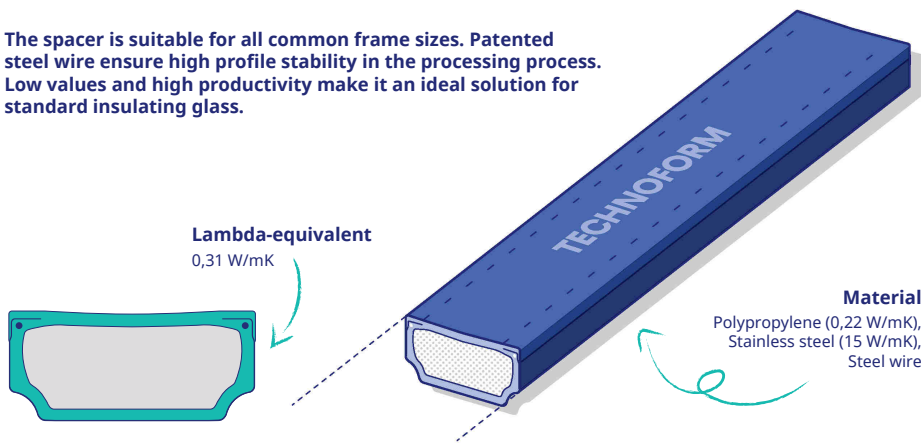 The spacer is suitable for all common frame sizes. Patented
steel wire ensure high profile stability in the processing process.
Low values and high productivity make it an ideal solution for
standard insulating glass.
TECHNOFORM
Lambda-equivalent
0,31 W/mK
Material
Polypropylene (0,22 W/mK),
Stainless steel (15 W/mK),
Steel wire